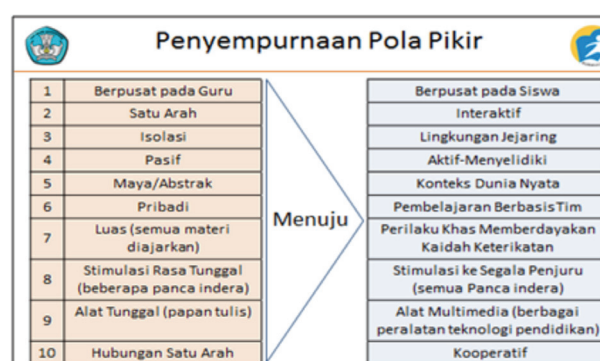 Penyempurnaan Pola Pikir
1 Berpusat pada Guru
2 Satu Arah
3 Isolasi
4 Pasif
5 Maya/Abstrak
6 Pribadi
7 Luas (semua materi
diajarkan)
8 Stimulasi Rasa Tunggal
(beberapa panca indera)
9 Alat Tunggal (papan tulis)
10 Hubungan Satu Arah
Menuju
Berpusat pada Siswa
Interaktif
Lingkungan Jejaring
Aktif-Menyelidiki
Konteks Dunia Nyata
Pembelajaran BerbasisTim
Perilaku Khas Memberdayakan
Kaidah Keterikatan
Stimulasi ke Segala Penjuru
(semua Panca indera)
Alat Multimedia (berbagai
peralatan teknologi pendidikan)
Kooperatif